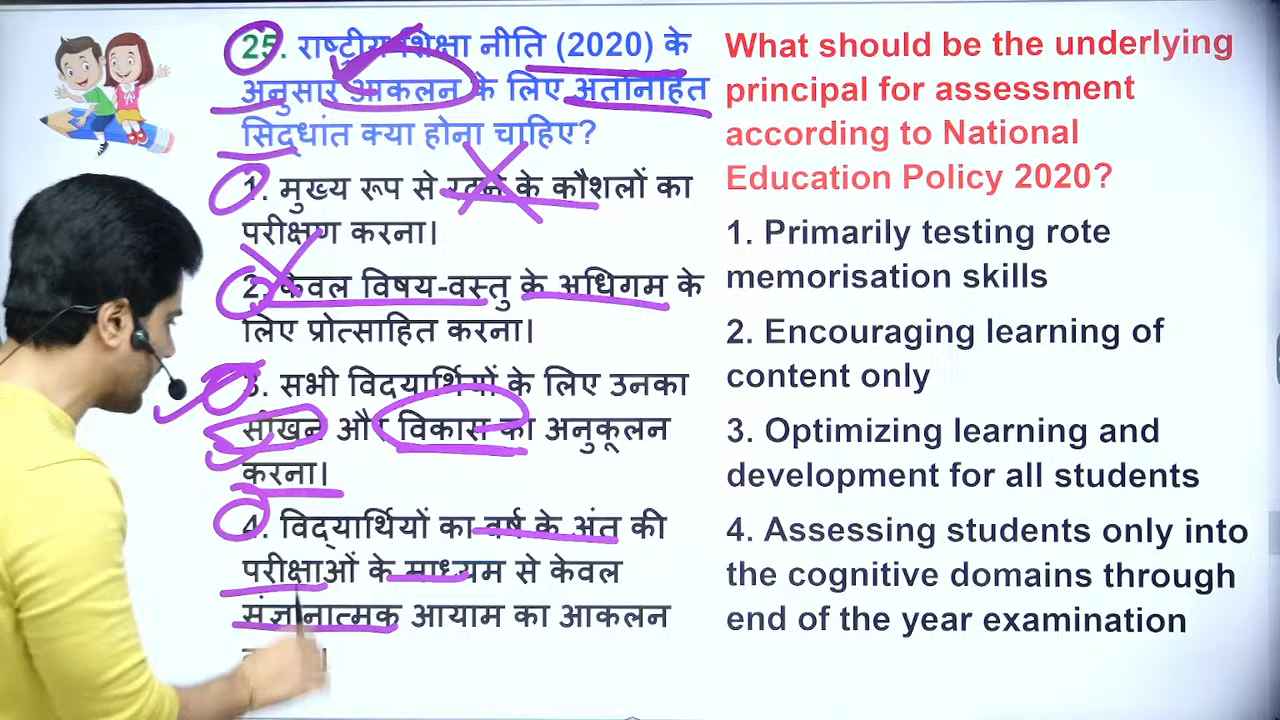 25. राष्ट्रीय शिक्षा नीति (2020) के
अनुसार आकलन के लिए अंतर्निहित
सिद्धांत क्या होना चाहिए?
1. मुख्य रूप से रटने के कौशलों का
परीक्षण करना।
2. केवल विषय-वस्तु के अधिगम के
लिए प्रोत्साहित करना।
3. सभी विद्यार्थियों के लिए उनका
सीखने और विकास का अनुकूलन
करना।
4. विद्यार्थियों का वर्ष के अंत की
परीक्षाओं के माध्यम से केवल
संज्ञानात्मक आयाम का आकलन
What should be the underlying
principal for assessment
according to National
Education Policy 2020?
1. Primarily testing rote
memorisation skills
2. Encouraging learning of
content only
3. Optimizing learning and
development for all students
4. Assessing students only into
the cognitive domains through
end of the year examination